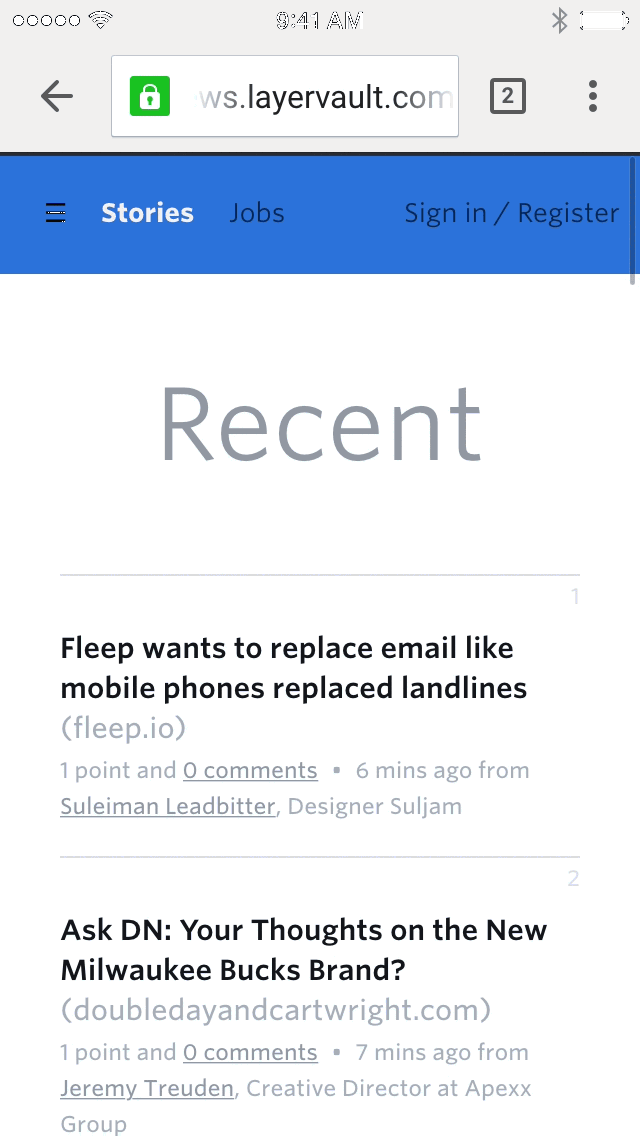 9:41 AM
ws.layervault.com
2
Stories Jobs Sign in / Register
Recent
1
Fleep wants to replace email like
mobile phones replaced landlines
(fleep.io)
1 point and 0 comments • 6 mins ago from
Suleiman Leadbitter, Designer Suljam
2
Ask DN: Your Thoughts on the New
Milwaukee Bucks Brand?
(doubledayandcartwright.com)
1 point and 0 comments • 7 mins ago from
Jeremy Treuden, Creative Director at Apexx
Group